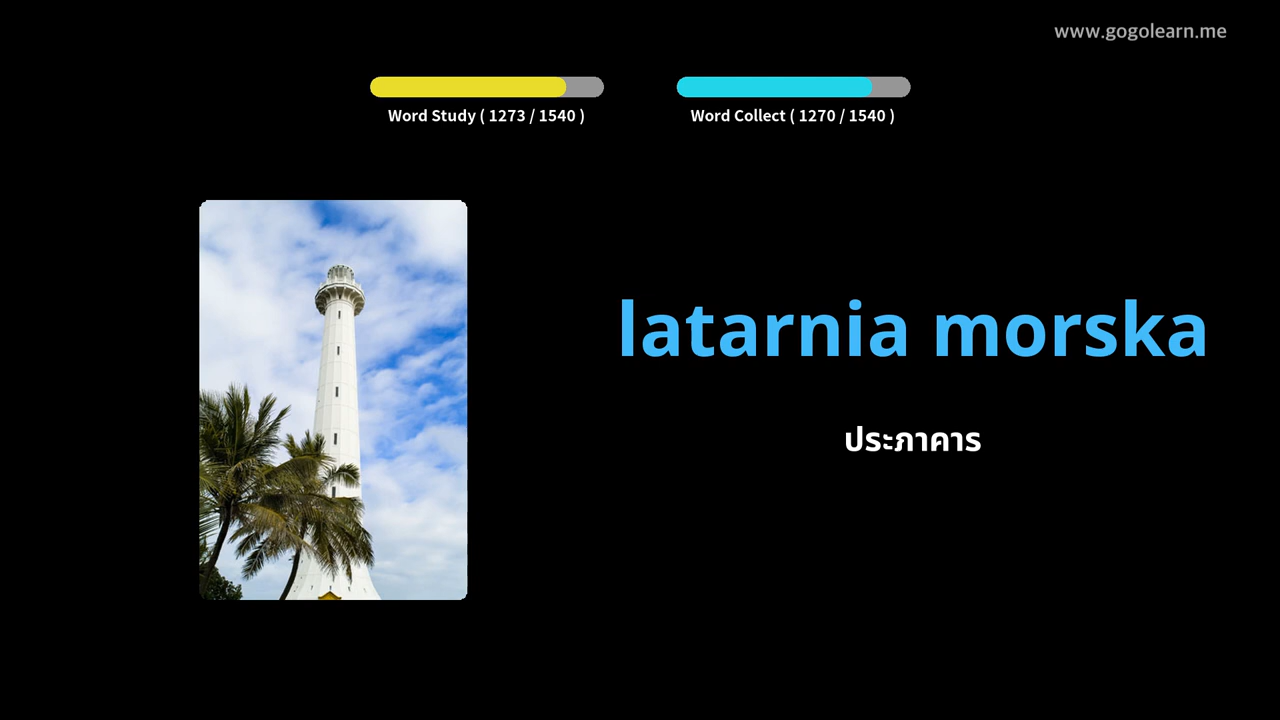 www.gogolearn.me
Word Study ( 1273 / 1540 )
Word Collect ( 1270 / 1540 )
latarnia morska
ประภาคาร